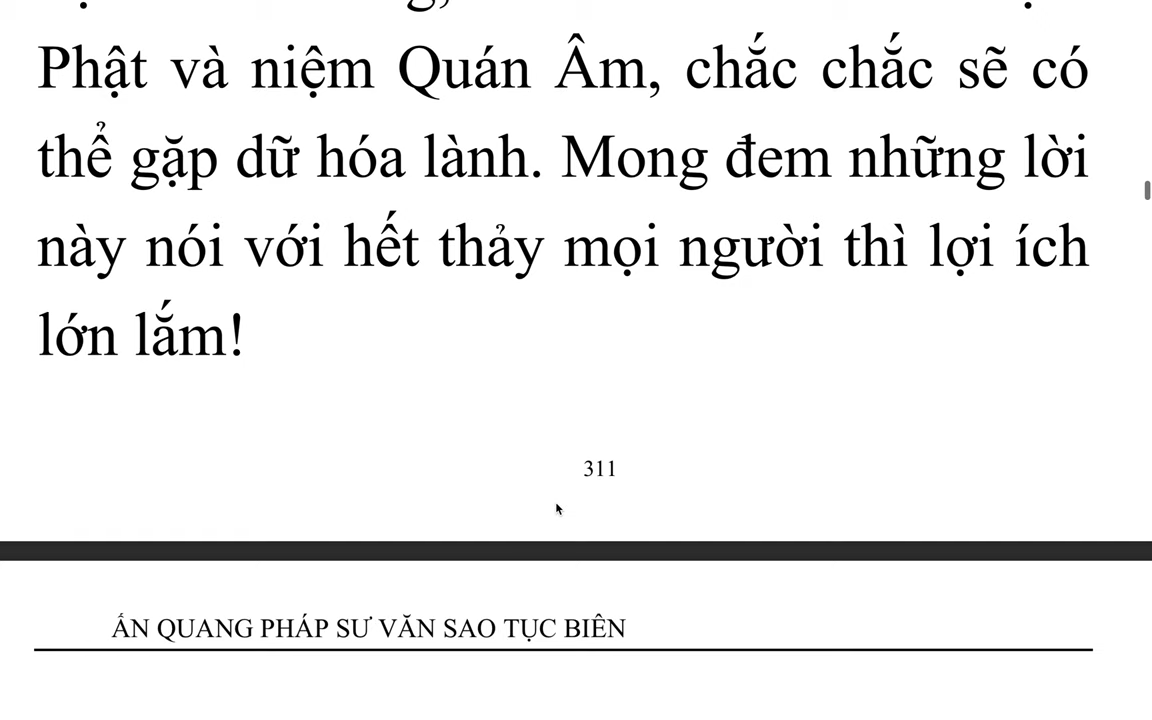 Phật và niệm Quán Âm, chắc chắc sẽ có
thể gặp dữ hóa lành. Mong đem những lời
này nói với hết thảy mọi người thì lợi ích
lớn lắm!
311
ẤN QUANG PHÁP SƯ VĂN SAO TỤC BIÊN